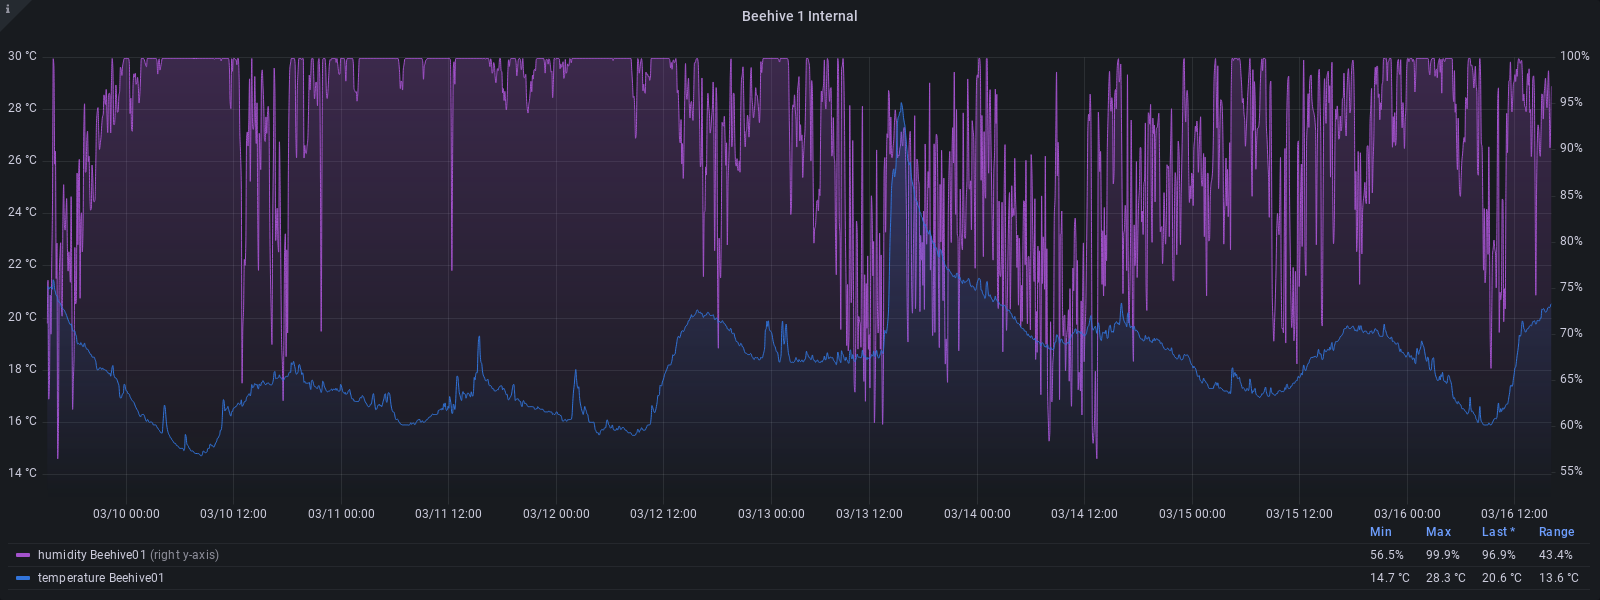 i
Beehive 1 Internal
30 °C 100%
28 °C 95%
26 °C 90%
24 °C 85%
22 °C 80%
20 °C 75%
18 °C 70%
16 °C 65%
14 °C 60%
55%
03/10 00:00 03/10 12:00 03/11 00:00 03/11 12:00 03/12 00:00 03/12 12:00 03/13 00:00 03/13 12:00 03/14 00:00 03/14 12:00 03/15 00:00 03/15 12:00 03/16 00:00 03/16 12:00
Min Max Last * Range
humidity Beehive01 (right y-axis) 56.5% 99.9% 96.9% 43.4%
temperature Beehive01 14.7 °C 28.3 °C 20.6 °C 13.6 °C